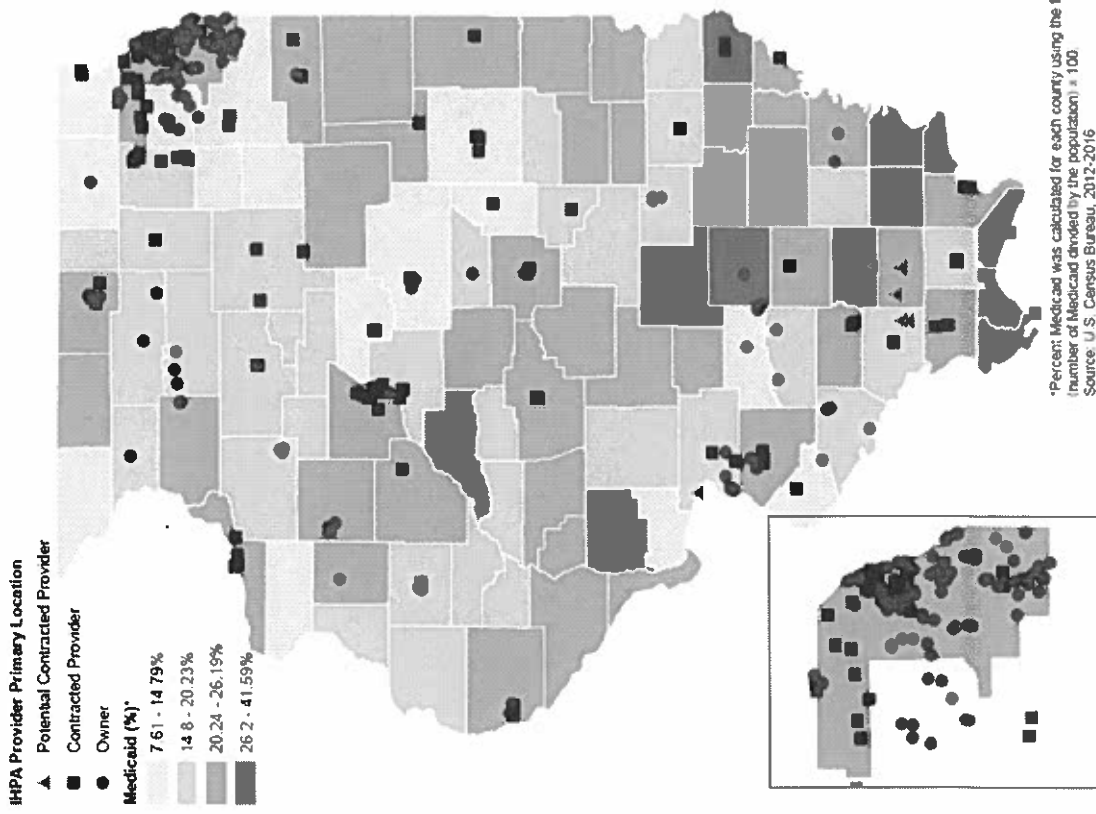 IHPA Provider Primary Location
Potential Contracted Provider
Contracted Provider
Owner
Medicaid (%)*
7.61 - 14.79%
14.8 - 20.23%
20.24 - 26.19%
26.2 - 41.59%
*Percent Medicaid was calculated for each county using the
(number of Medicaid divided by the population) x 100.
Source: U.S. Census Bureau, 2012-2016